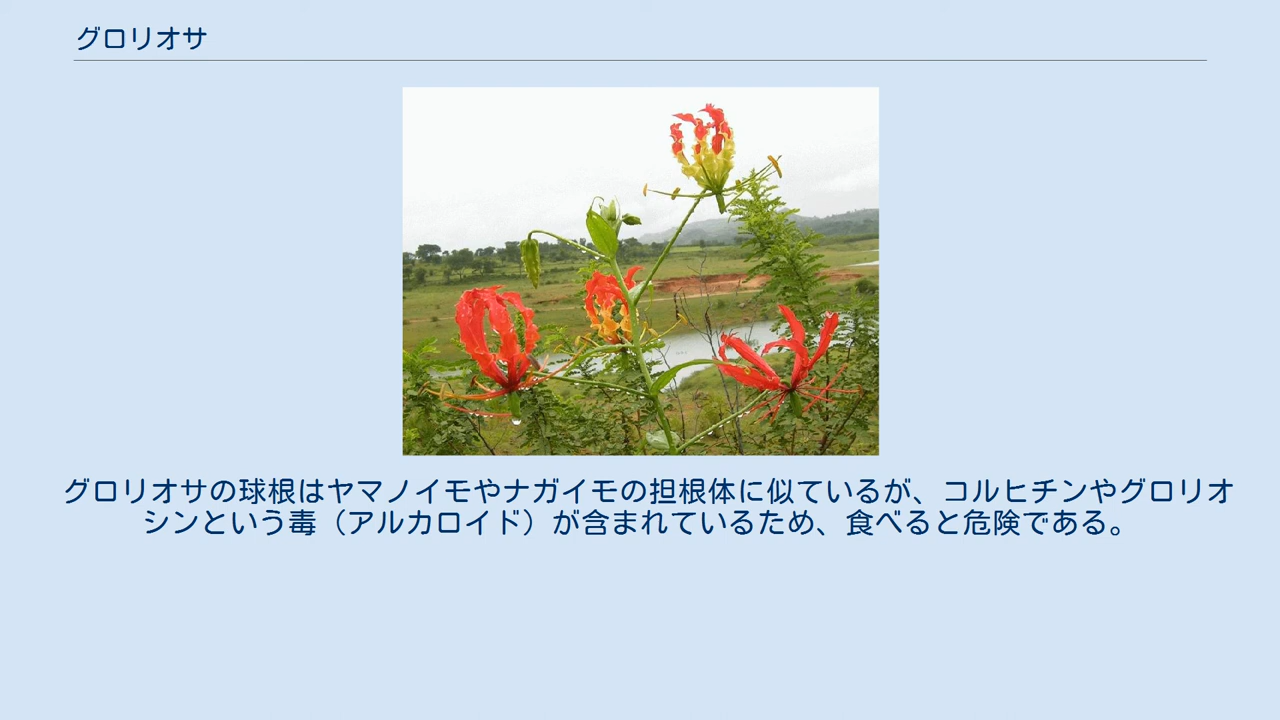 グロリオサ
グロリオサの球根はヤマノイモやナガイモの担根体に似ているが、コルヒチンやグロリオ
シンという毒（アルカロイド）が含まれているため、食べると危険である。